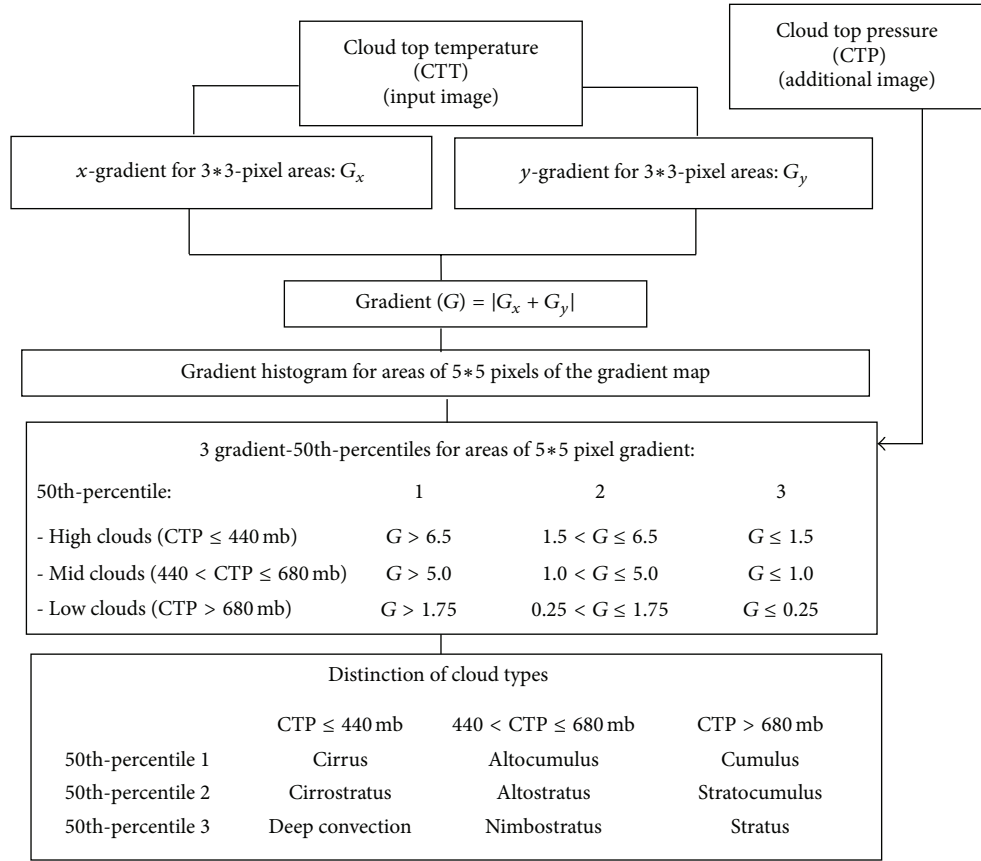 Cloud top temperature
(CTT)
(input image)
Cloud top pressure
(CTP)
(additional image)
x-gradient for 3*3-pixel areas: Gx
y-gradient for 3*3-pixel areas: Gy
Gradient (G) = |Gx + Gy|
Gradient histogram for areas of 5*5 pixels of the gradient map
3 gradient-50th-percentiles for areas of 5*5 pixel gradient:
50th-percentile: 1 2 3
- High clouds (CTP ≤ 440 mb) G > 6.5 1.5 < G ≤ 6.5 G ≤ 1.5
- Mid clouds (440 < CTP ≤ 680 mb) G > 5.0 1.0 < G ≤ 5.0 G ≤ 1.0
- Low clouds (CTP > 680 mb) G > 1.75 0.25 < G ≤ 1.75 G ≤ 0.25
Distinction of cloud types
CTP ≤ 440 mb 440 < CTP ≤ 680 mb CTP > 680 mb
50th-percentile 1 Cirrus Altocumulus Cumulus
50th-percentile 2 Cirrostratus Altostratus Stratocumulus
50th-percentile 3 Deep convection Nimbostratus Stratus